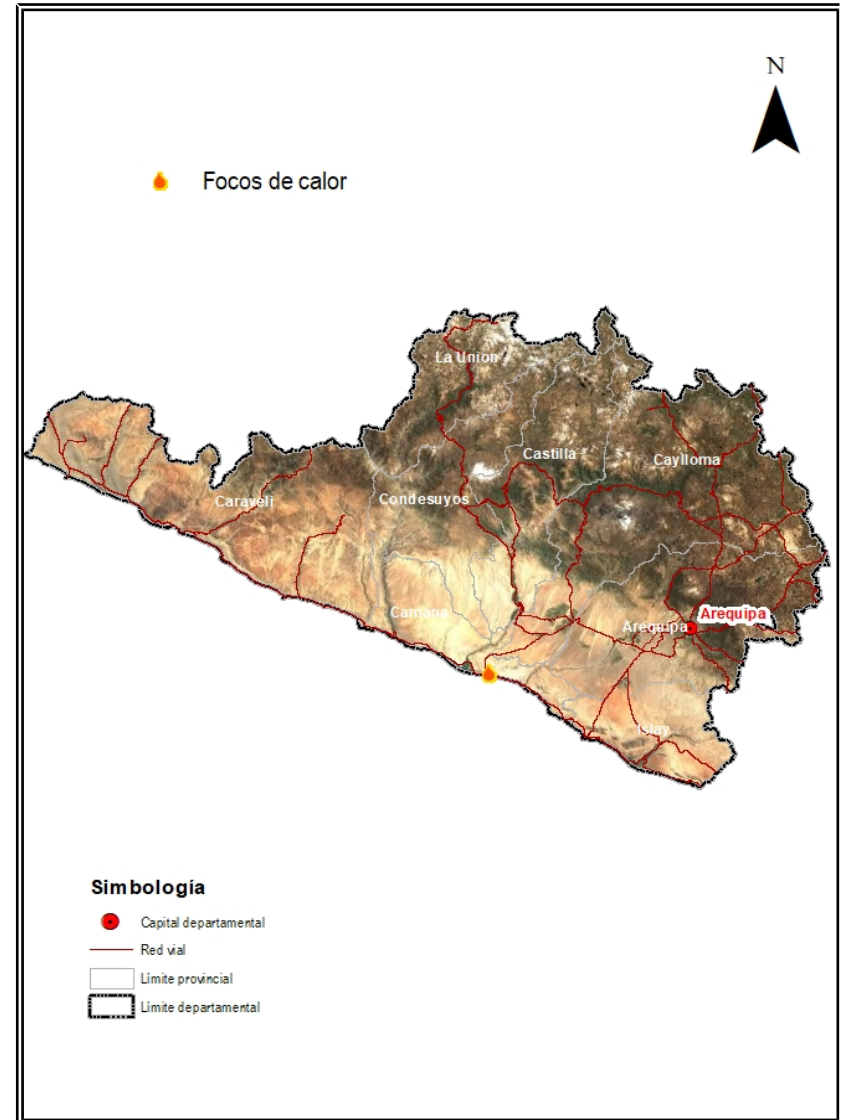 N
Focos de calor
La Union
Castilla
Caylloma
Caraveli
Condesuyos
Camana
Arequipa
Arequipa
Islay
Simbología
Capital departamental
Red vial
Limite provincial
Limite departamental